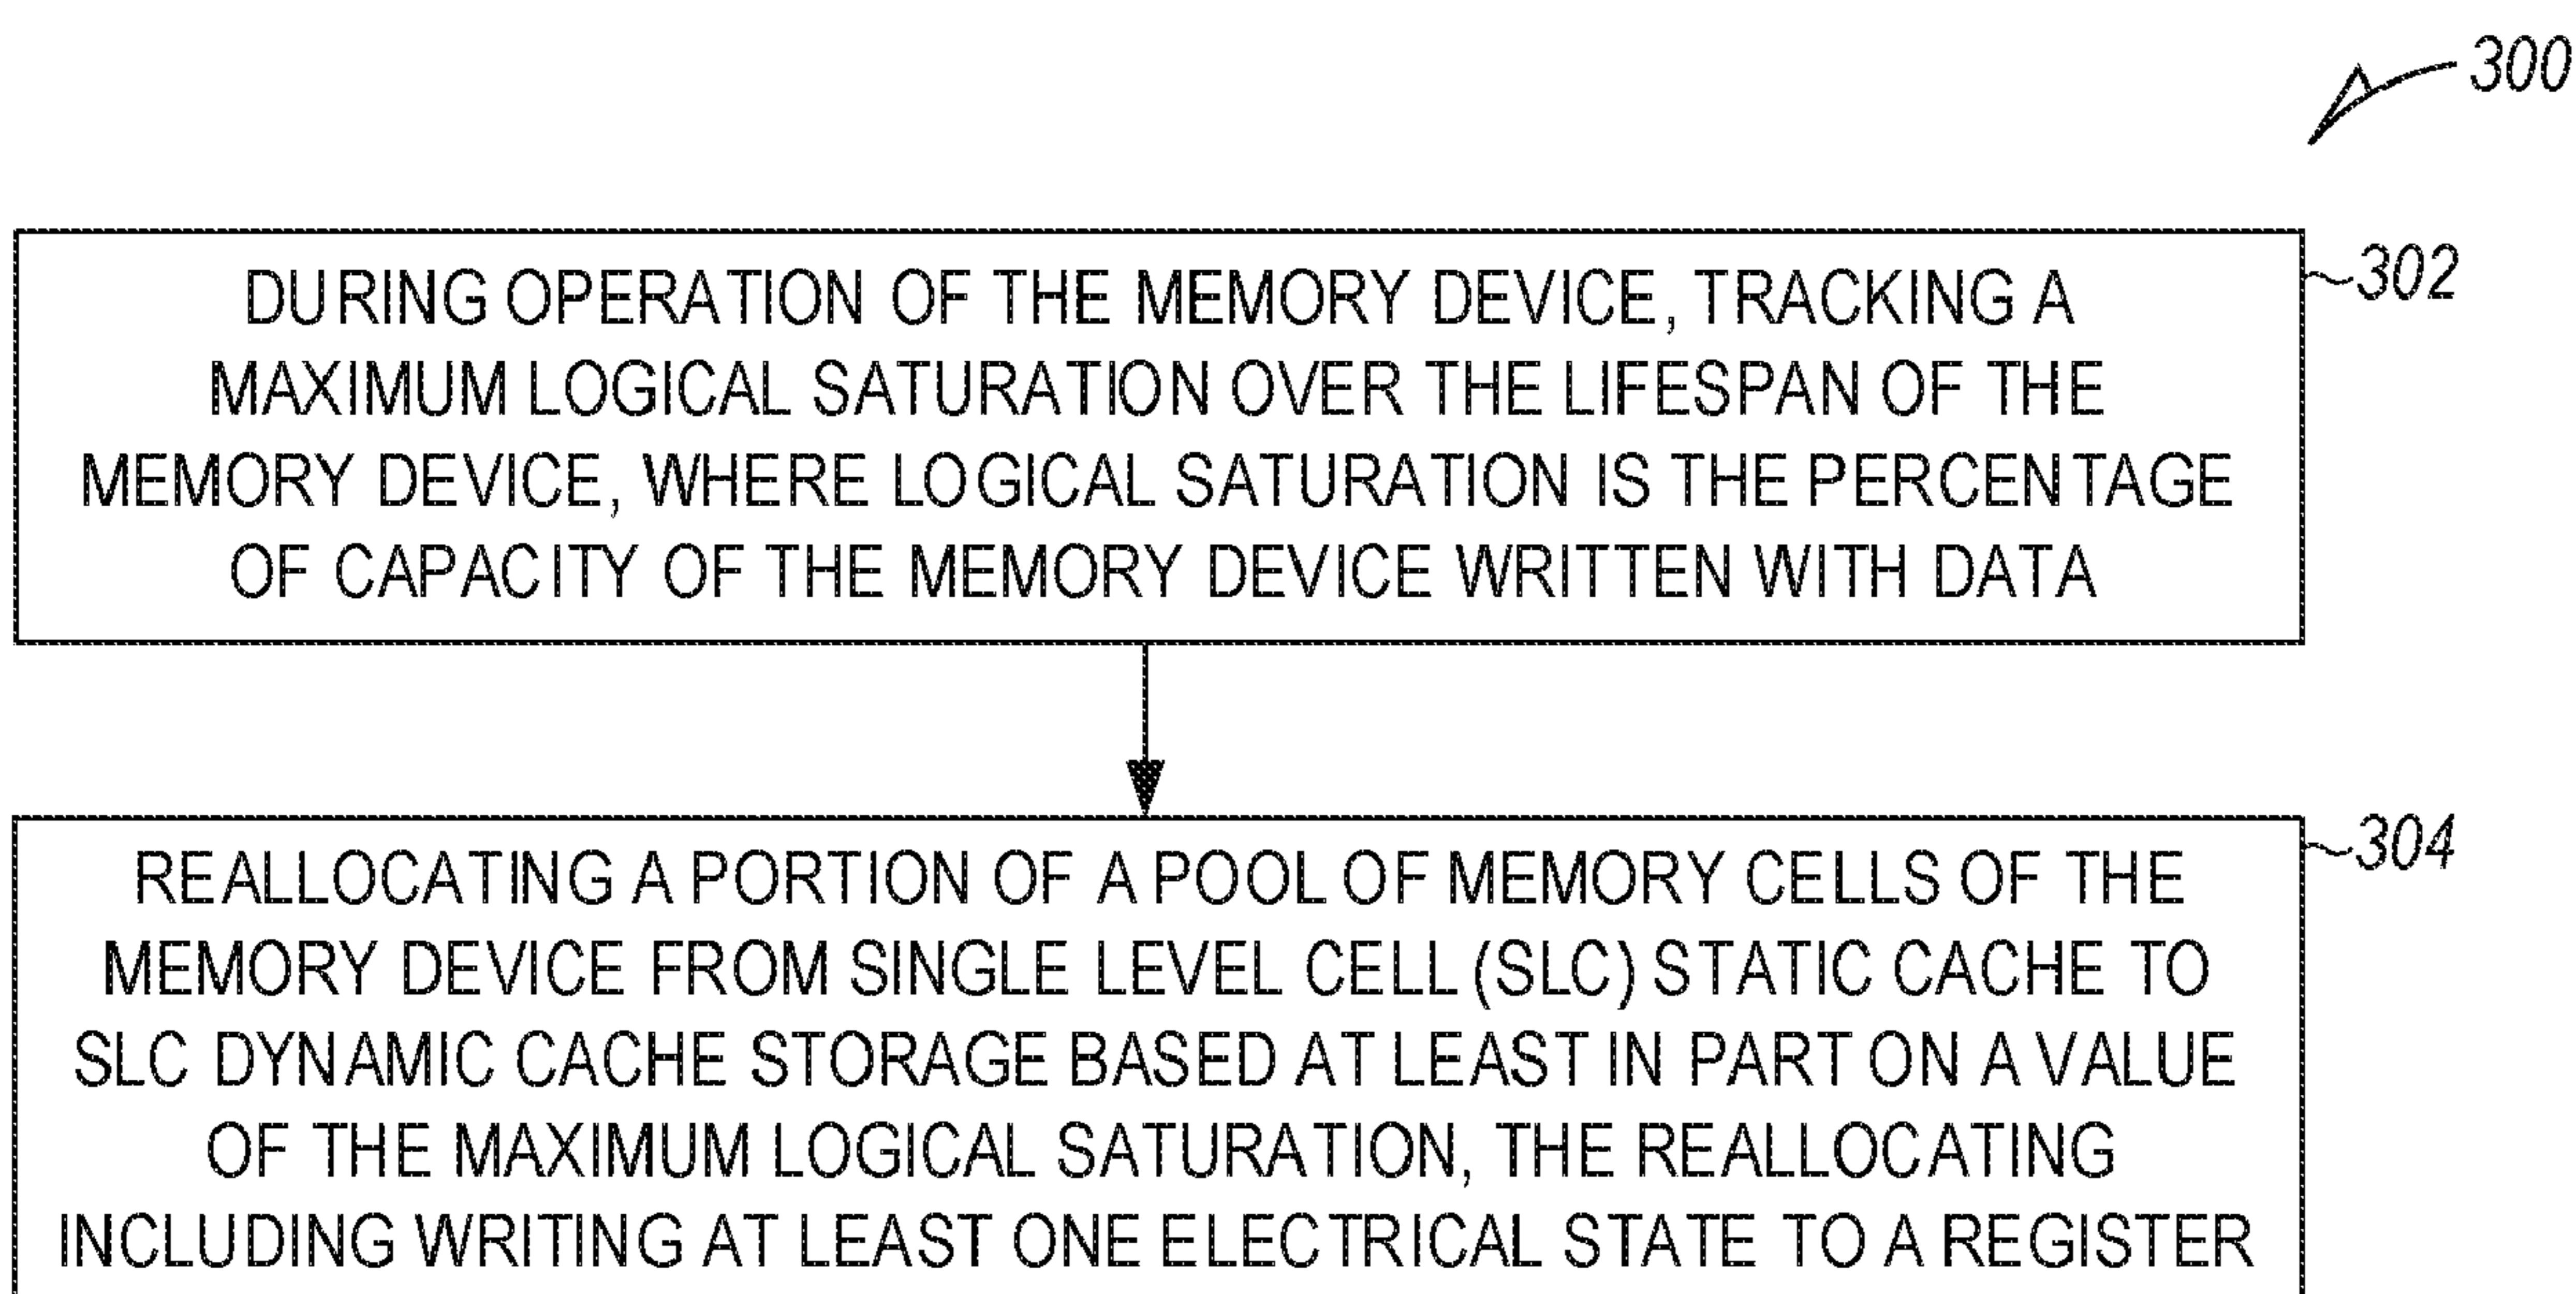 300
302
DURING OPERATION OF THE MEMORY DEVICE, TRACKING A
MAXIMUM LOGICAL SATURATION OVER THE LIFESPAN OF THE
MEMORY DEVICE, WHERE LOGICAL SATURATION IS THE PERCENTAGE
OF CAPACITY OF THE MEMORY DEVICE WRITTEN WITH DATA
304
REALLOCATING A PORTION OF A POOL OF MEMORY CELLS OF THE
MEMORY DEVICE FROM SINGLE LEVEL CELL (SLC) STATIC CACHE TO
SLC DYNAMIC CACHE STORAGE BASED AT LEAST IN PART ON A VALUE
OF THE MAXIMUM LOGICAL SATURATION, THE REALLOCATING
INCLUDING WRITING AT LEAST ONE ELECTRICAL STATE TO A REGISTER